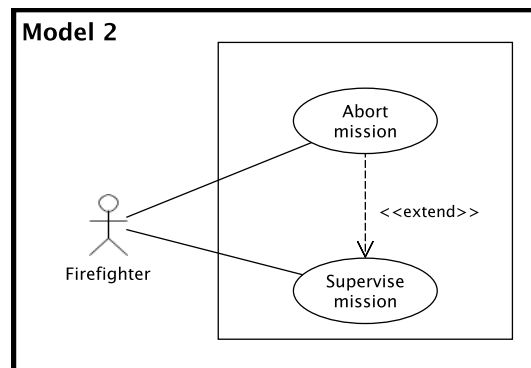 Model 2
Abort
mission
<<extend>>
Firefighter
Supervise
mission